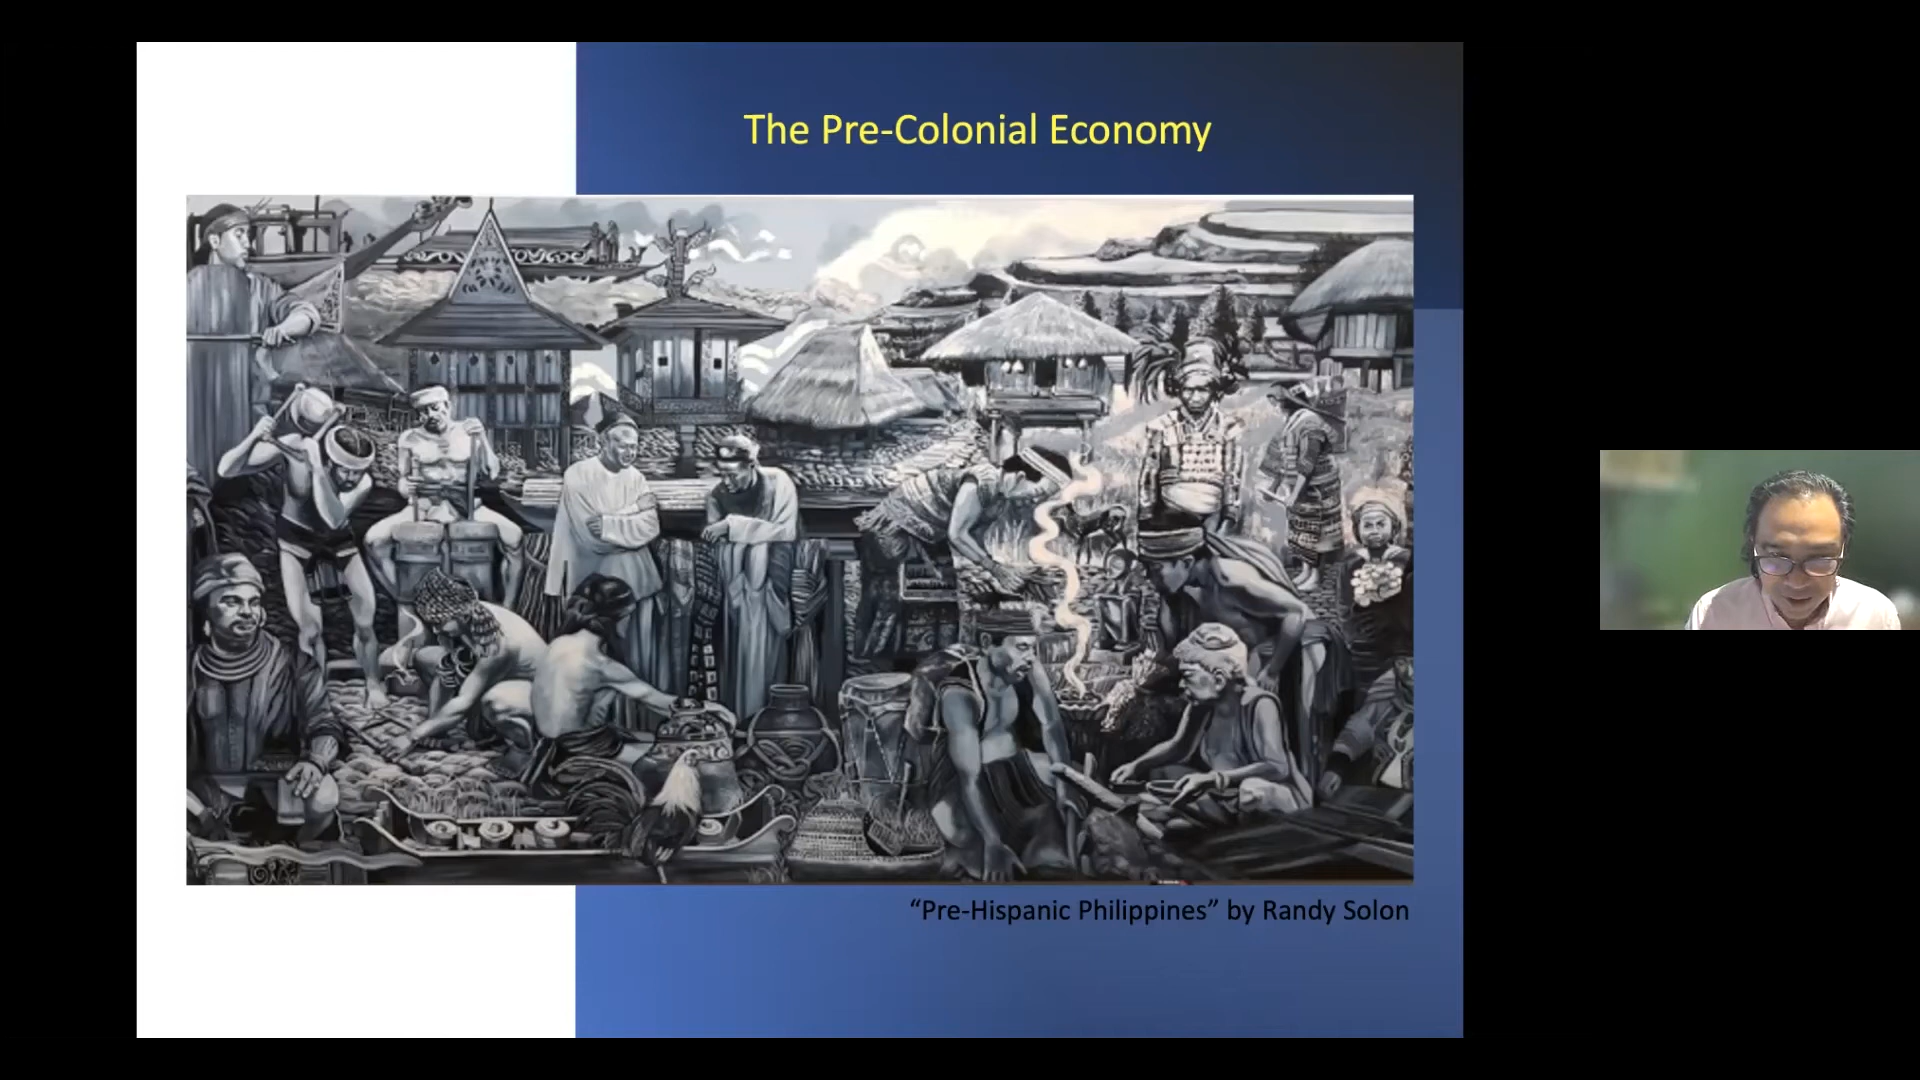 The Pre-Colonial Economy
“Pre-Hispanic Philippines” by Randy Solon